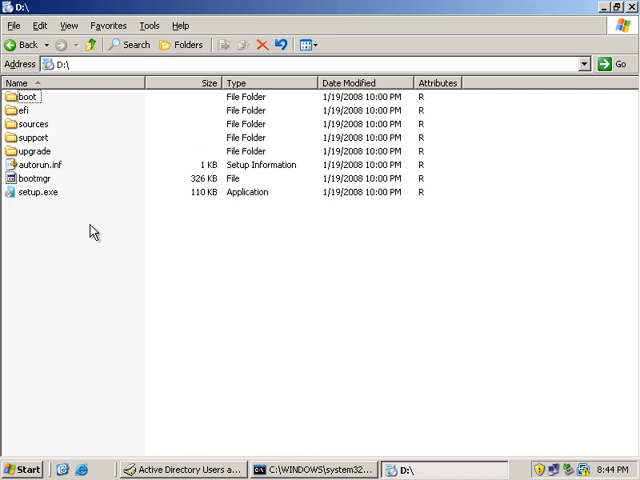 D:\
File Edit View Favorites Tools Help
Back Search Folders
Address D:\ Go
Name Size Type Date Modified Attributes
boot File Folder 1/19/2008 10:00 PM R
efi File Folder 1/19/2008 10:00 PM R
sources File Folder 1/19/2008 10:00 PM R
support File Folder 1/19/2008 10:00 PM R
upgrade File Folder 1/19/2008 10:00 PM R
autorun.inf 1 KB Setup Information 1/19/2008 10:00 PM R
bootmgr 326 KB File 1/19/2008 10:00 PM R
setup.exe 110 KB Application 1/19/2008 10:00 PM R
Start Active Directory Users a... C:\WINDOWS\system32... D:\ 8:44 PM